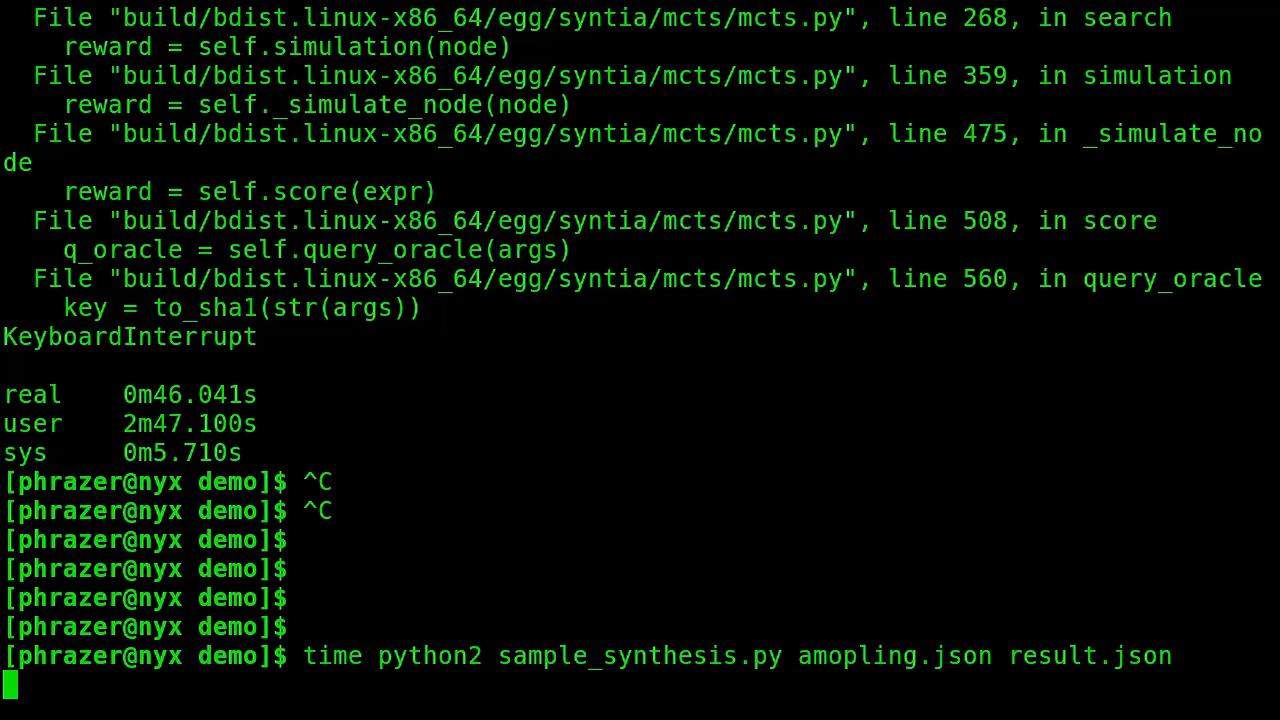 File "build/bdist.linux-x86_64/egg/syntia/mcts/mcts.py", line 268, in search
reward = self.simulation(node)
File "build/bdist.linux-x86_64/egg/syntia/mcts/mcts.py", line 359, in simulation
reward = self._simulate_node(node)
File "build/bdist.linux-x86_64/egg/syntia/mcts/mcts.py", line 475, in _simulate_no
de
reward = self.score(expr)
File "build/bdist.linux-x86_64/egg/syntia/mcts/mcts.py", line 508, in score
q_oracle = self.query_oracle(args)
File "build/bdist.linux-x86_64/egg/syntia/mcts/mcts.py", line 560, in query_oracle
key = to_sha1(str(args))
KeyboardInterrupt
real 0m46.041s
user 2m47.100s
sys 0m5.710s
[phrazer@nyx demo]$ ^C
[phrazer@nyx demo]$ ^C
[phrazer@nyx demo]$
[phrazer@nyx demo]$
[phrazer@nyx demo]$
[phrazer@nyx demo]$
[phrazer@nyx demo]$ time python2 sample_synthesis.py amopling.json result.json